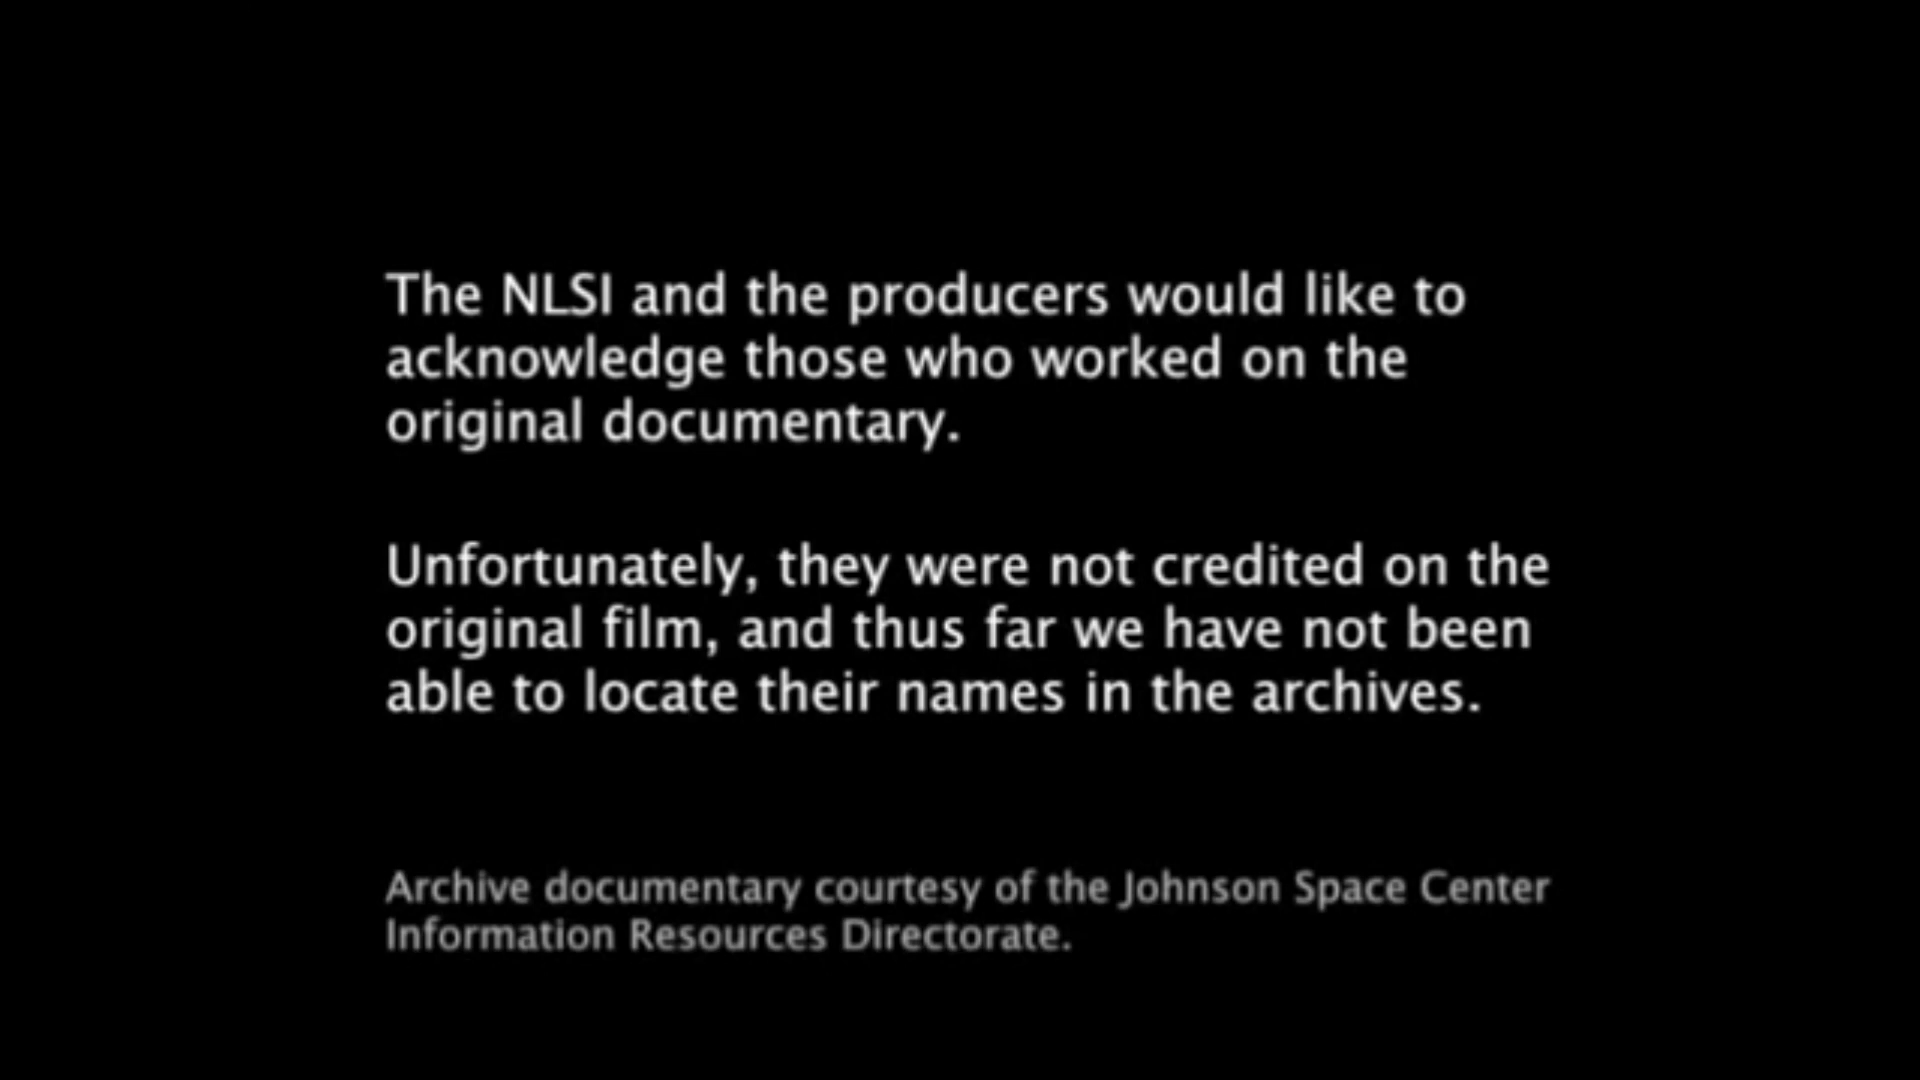 The NLSI and the producers would like to
acknowledge those who worked on the
original documentary.
Unfortunately, they were not credited on the
original film, and thus far we have not been
able to locate their names in the archives.
Archive documentary courtesy of the Johnson Space Center
Information Resources Directorate.